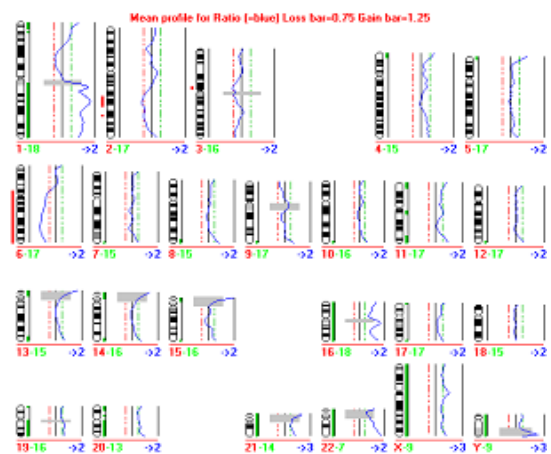 Mean profile for Ratio (=blue) Loss bar=0.75 Gain bar=1.25
1-18 ->2 2-17 ->2 3-16 ->2 4-15 ->2 5-17 ->2
6-17 ->2 7-15 ->2 8-15 ->2 9-17 ->2 10-16 ->2 11-17 ->2 12-17 ->2
13-15 ->2 14-16 ->2 15-16 ->2 16-18 ->2 17-17 ->2 18-15 ->2
19-16 ->2 20-13 ->2 21-14 ->3 22-7 ->2 X-9 ->3 Y-9 ->3